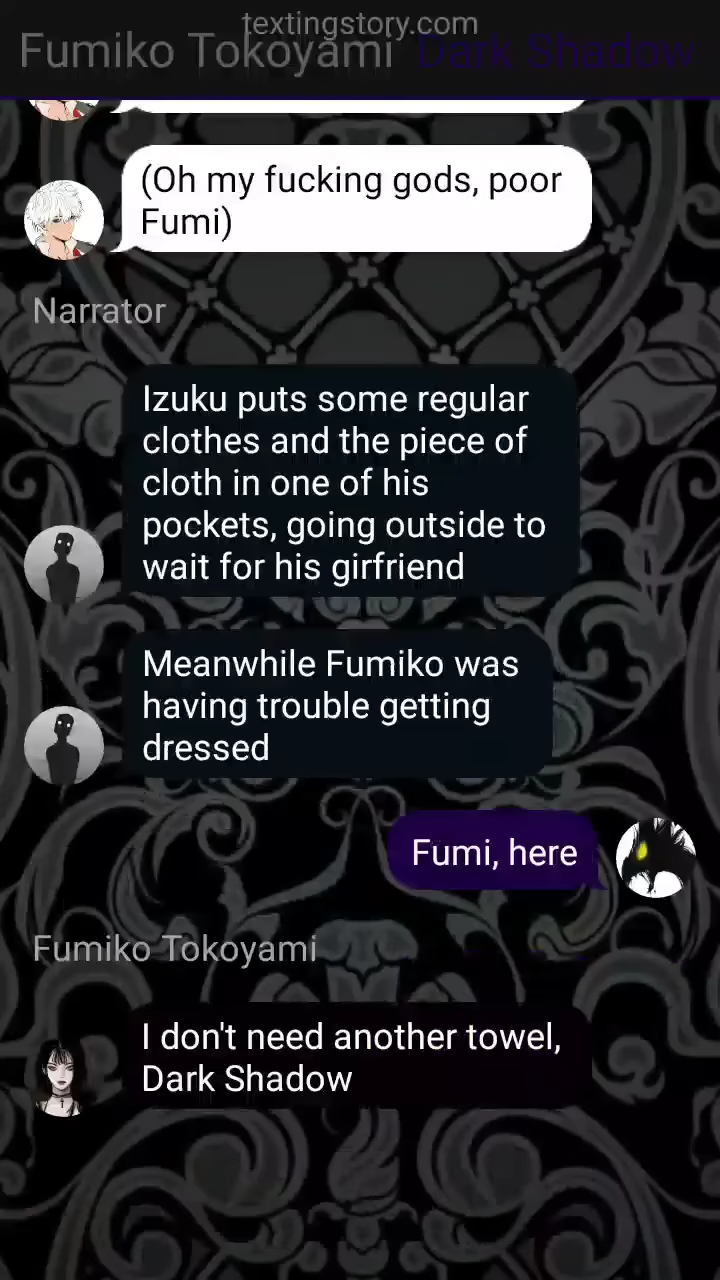 textingstory.com
Fumiko Tokoyami Dark Shadow
(Oh my fucking gods, poor
Fumi)
Narrator
Izuku puts some regular
clothes and the piece of
cloth in one of his
pockets, going outside to
wait for his girfriend
Meanwhile Fumiko was
having trouble getting
dressed
Fumi, here
Fumiko Tokoyami
I don't need another towel,
Dark Shadow